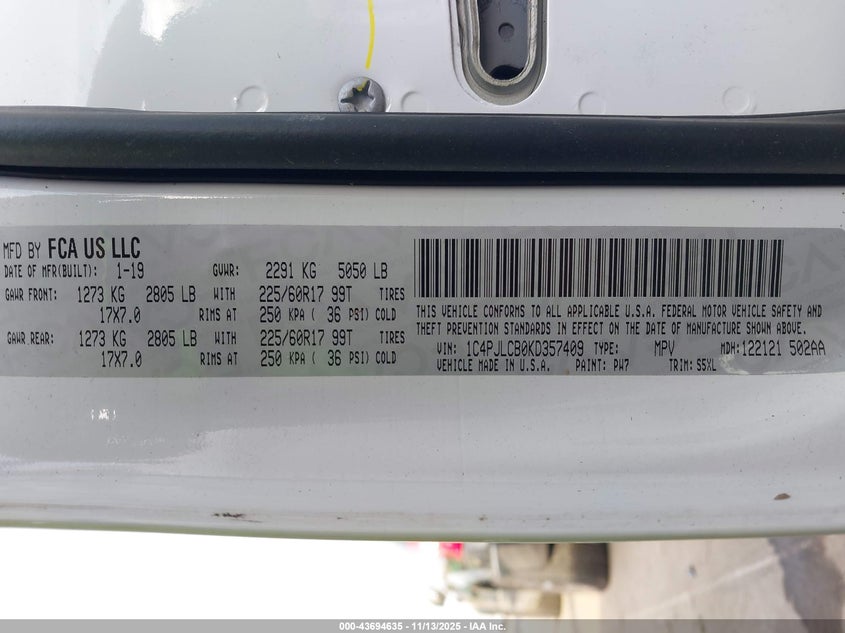 MFD BY FCA US LLC
DATE OF MFR(BUILT): 1-19 GVWR: 2291 KG 5050 LB
GAWR FRONT: 1273 KG 2805 LB WITH 225/60R17 99T TIRES
17X7.0 RIMS AT 250 KPA ( 36 PSI) COLD
GAWR REAR: 1273 KG 2805 LB WITH 225/60R17 99T TIRES
17X7.0 RIMS AT 250 KPA ( 36 PSI) COLD
THIS VEHICLE CONFORMS TO ALL APPLICABLE U.S.A. FEDERAL MOTOR VEHICLE SAFETY AND
THEFT PREVENTION STANDARDS IN EFFECT ON THE DATE OF MANUFACTURE SHOWN ABOVE.
VIN: 1C4PJLCB0KD357409 TYPE: MPV MDH: 122121 502AA
VEHICLE MADE IN U.S.A. PAINT: PW7 TRIM: S5XL
000-43694635 - 11/13/2025 - IAA Inc.